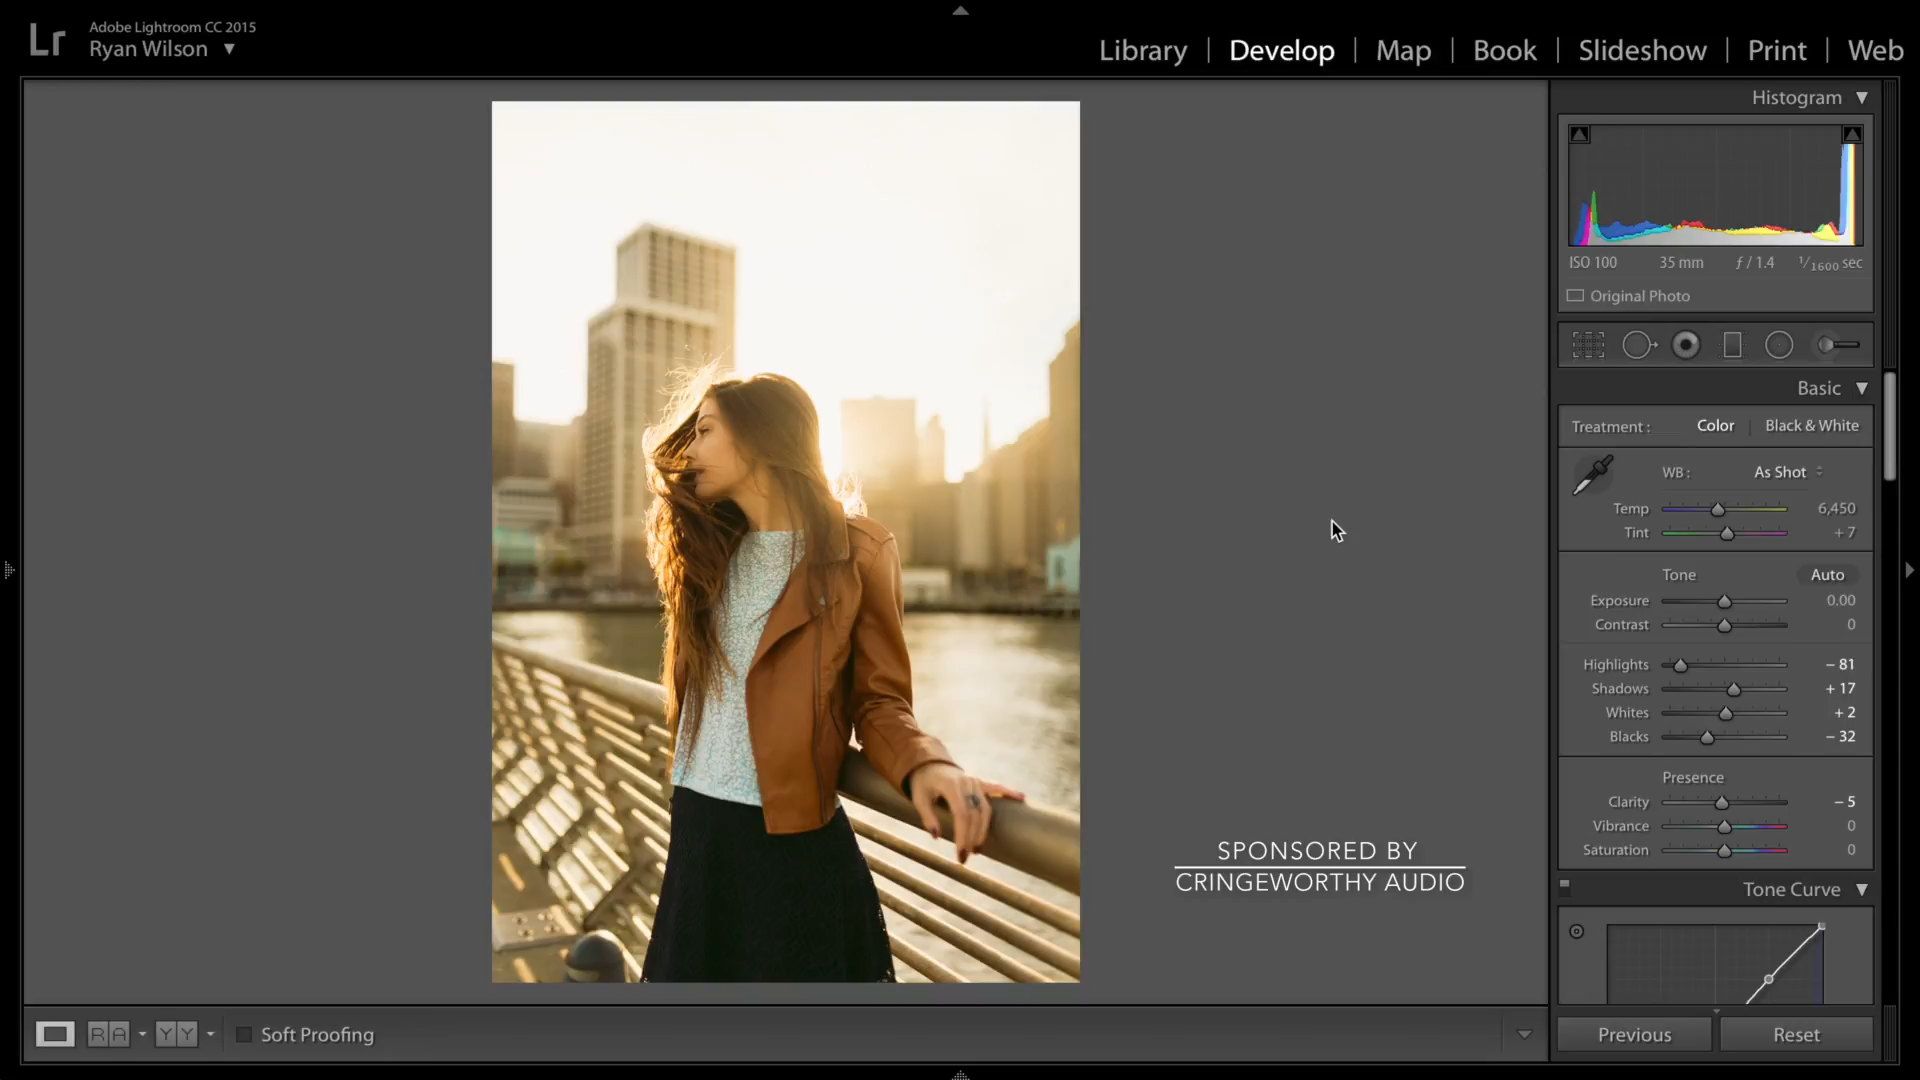 Lr
Adobe Lightroom CC 2015
Ryan Wilson ▼
Library | Develop | Map | Book | Slideshow | Print | Web
Histogram ▼
ISO 100 35 mm ƒ / 1.4 1/1600 sec
Original Photo
Basic ▼
Treatment : Color | Black & White
WB : As Shot
Temp 6,450
Tint + 7
Tone Auto
Exposure 0.00
Contrast 0
Highlights – 81
Shadows + 17
Whites + 2
Blacks – 32
Presence
Clarity – 5
Vibrance 0
Saturation 0
SPONSORED BY
CRINGEWORTHY AUDIO
Tone Curve ▼
R A Y Y Soft Proofing
Previous Reset